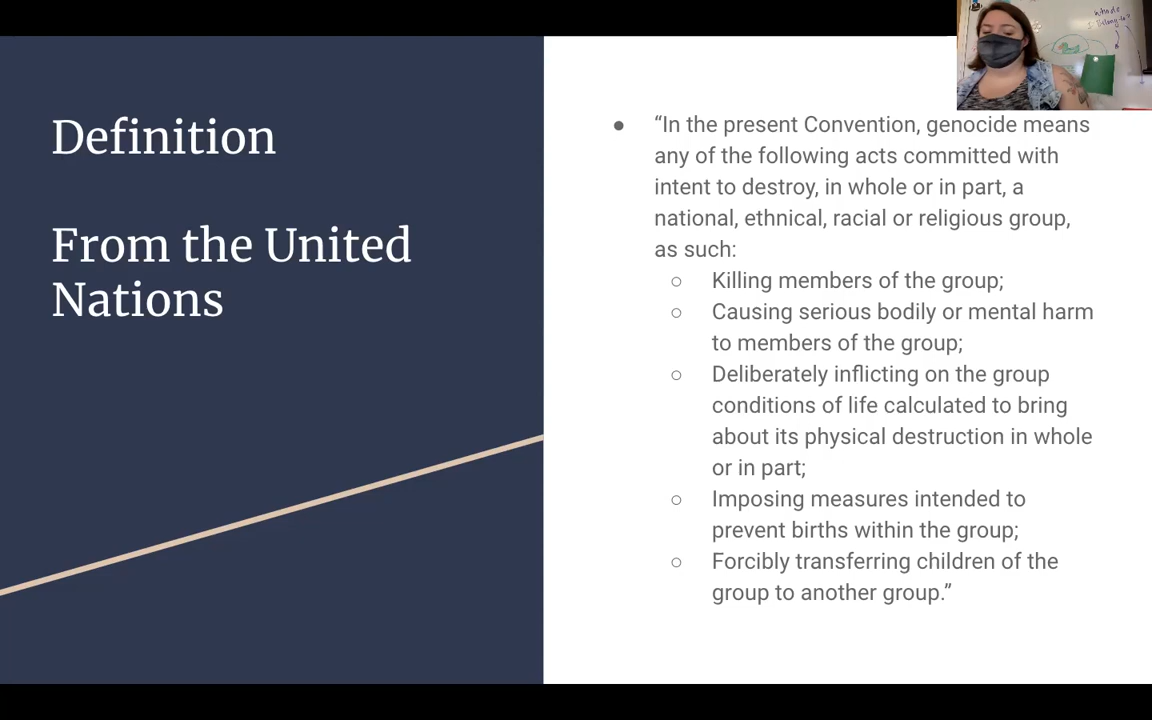 Definition
From the United
Nations
● “In the present Convention, genocide means
any of the following acts committed with
intent to destroy, in whole or in part, a
national, ethnical, racial or religious group,
as such:
○ Killing members of the group;
○ Causing serious bodily or mental harm
to members of the group;
○ Deliberately inflicting on the group
conditions of life calculated to bring
about its physical destruction in whole
or in part;
○ Imposing measures intended to
prevent births within the group;
○ Forcibly transferring children of the
group to another group.”